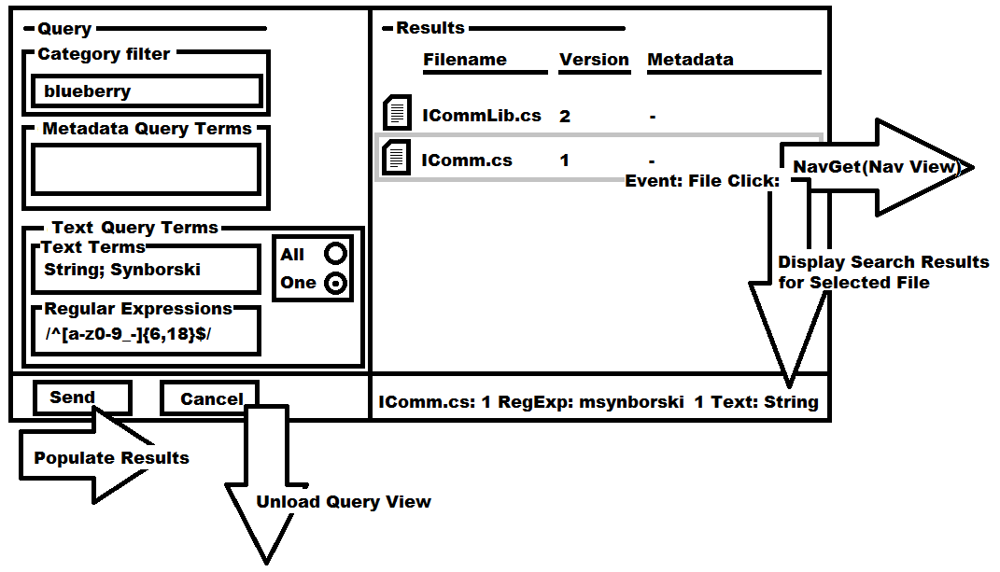 Query
Category filter
blueberry
Metadata Query Terms
Text Query Terms
Text Terms
String; Synborski
All
One
Regular Expressions
/^[a-z0-9_-]{6,18}$/
Send
Cancel
Populate Results
Unload Query View
Results
Filename Version Metadata
ICommLib.cs 2 -
IComm.cs 1 -
Event: File Click:
NavGet(Nav View)
Display Search Results
for Selected File
IComm.cs: 1 RegExp: msynborski 1 Text: String